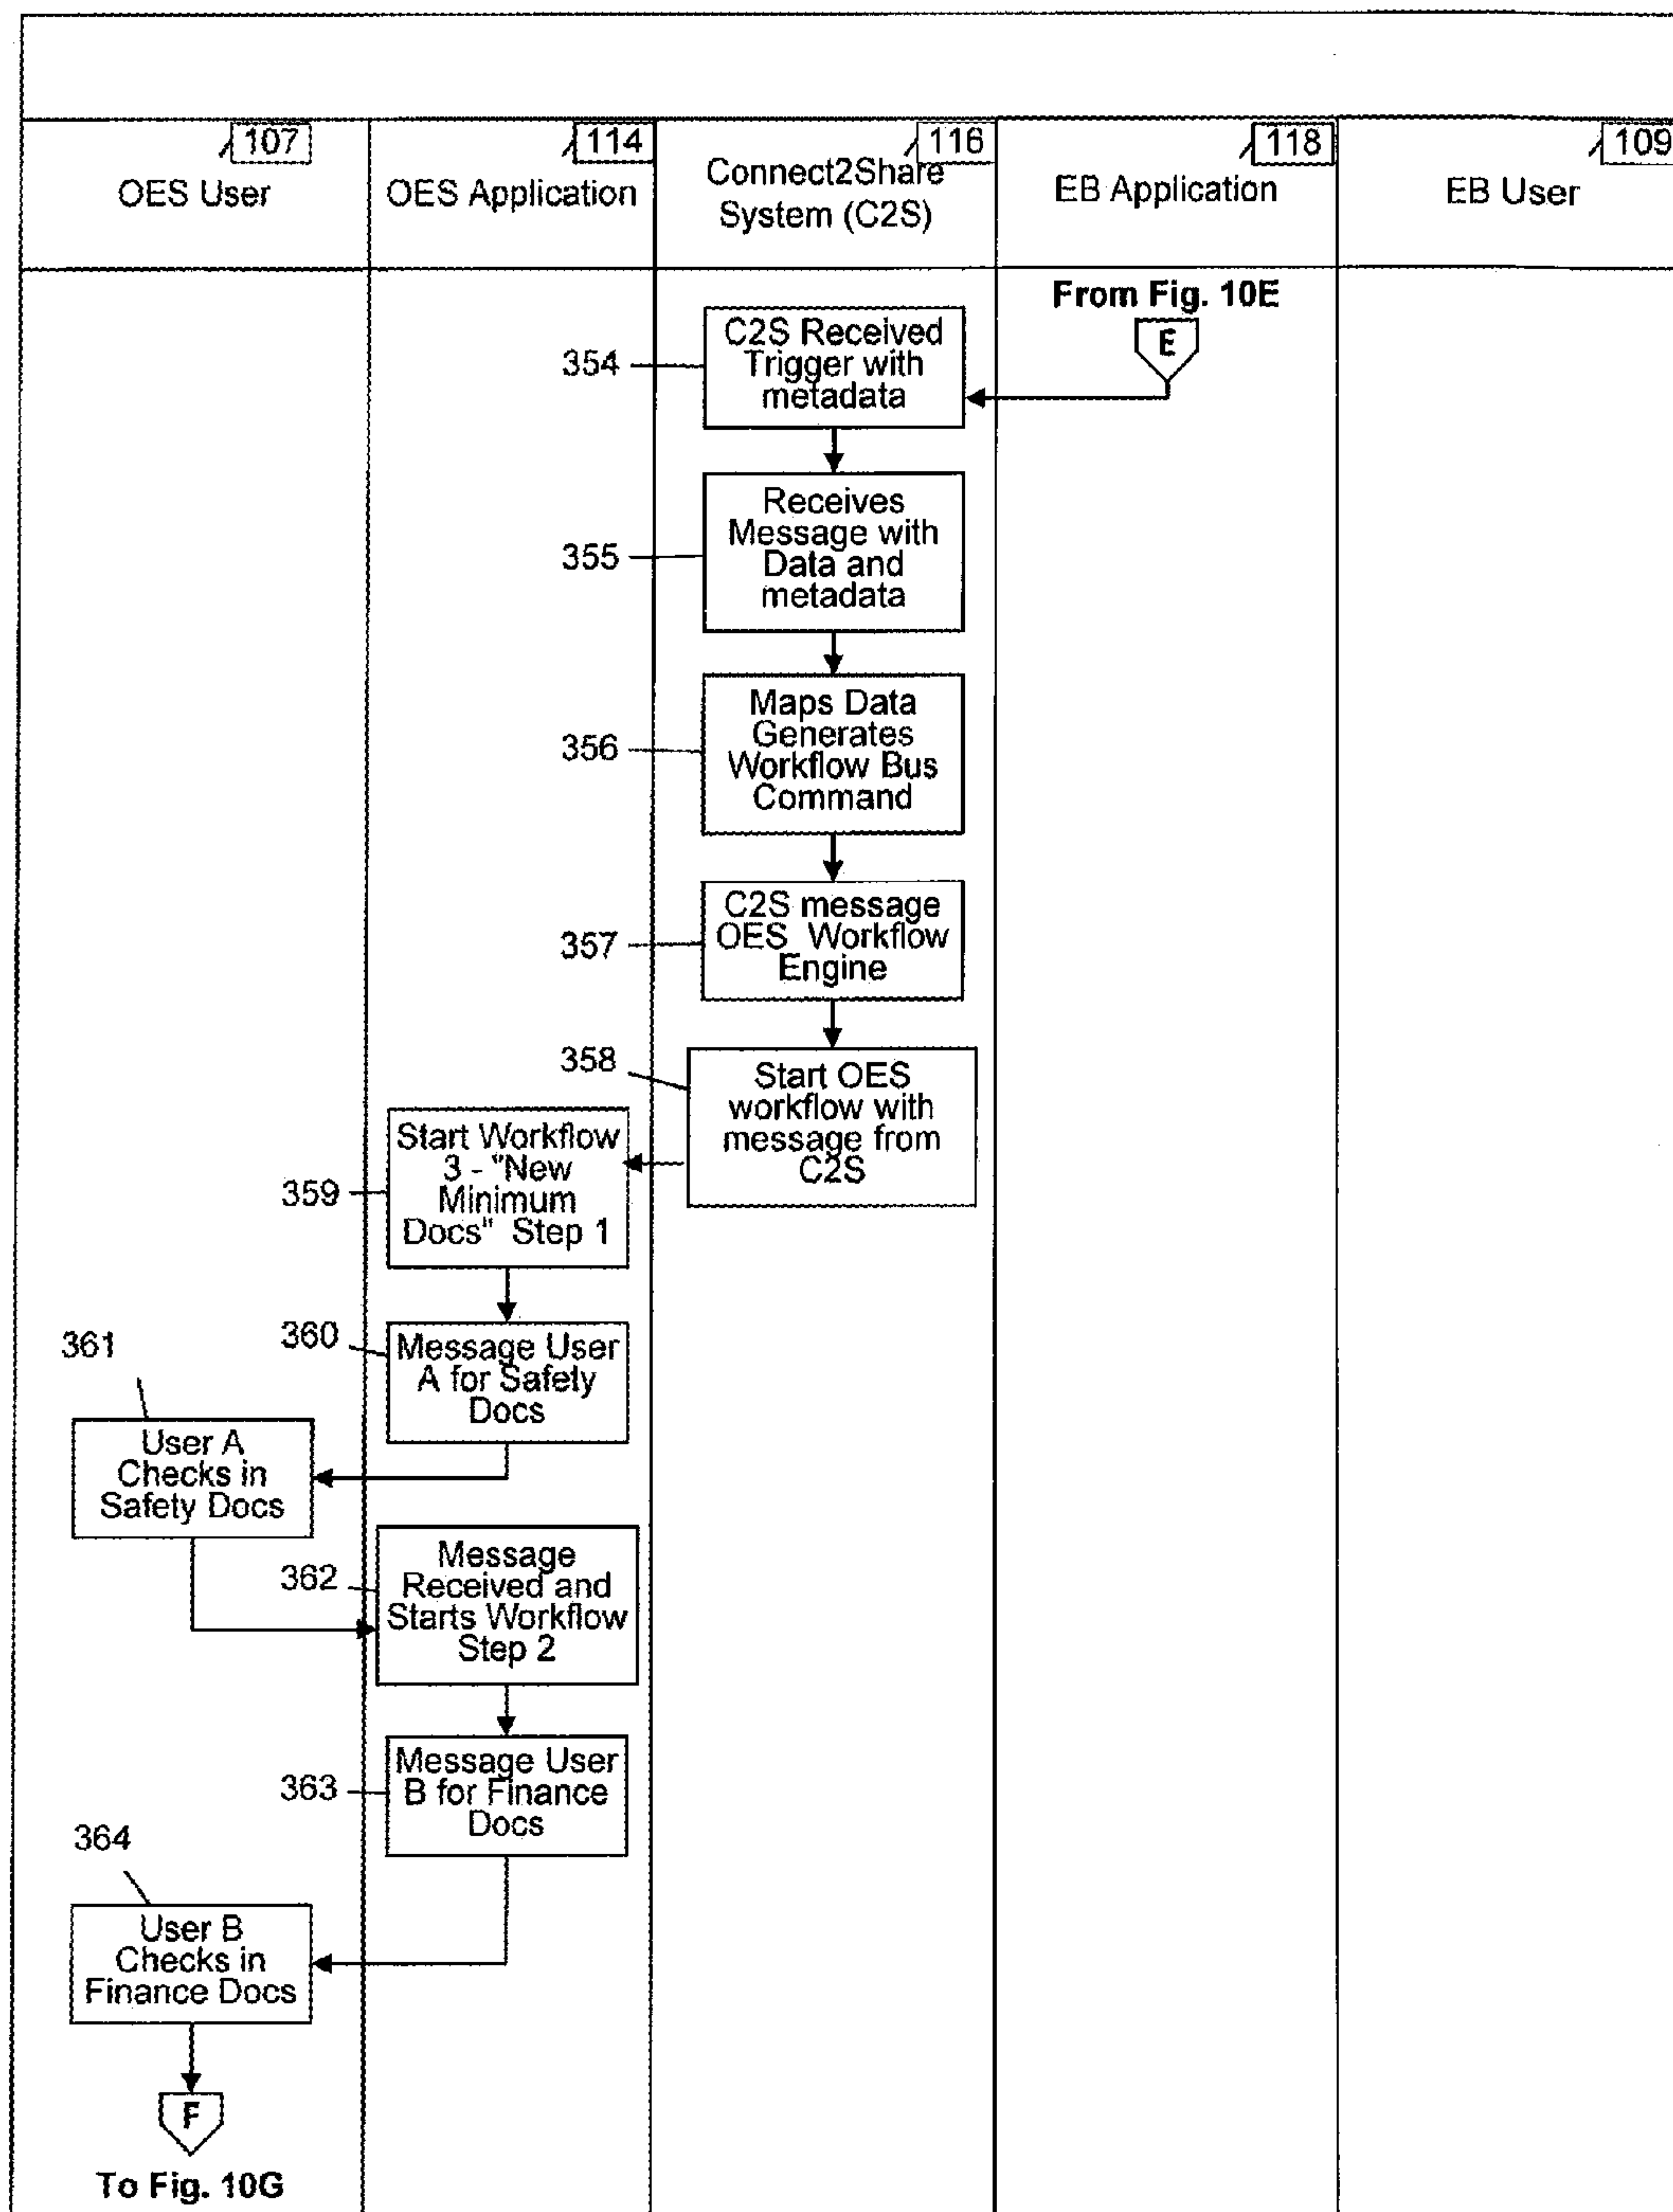 107
OES User
114
OES Application
116
Connect2Share
System (C2S)
118
EB Application
109
EB User
From Fig. 10E
E
354
C2S Received
Trigger with
metadata
355
Receives
Message with
Data and
metadata
356
Maps Data
Generates
Workflow Bus
Command
357
C2S message
OES Workflow
Engine
358
Start OES
workflow with
message from
C2S
359
Start Workflow
3 - "New
Minimum
Docs" Step 1
360
Message User
A for Safety
Docs
361
User A
Checks in
Safety Docs
362
Message
Received and
Starts Workflow
Step 2
363
Message User
B for Finance
Docs
364
User B
Checks in
Finance Docs
F
To Fig. 10G